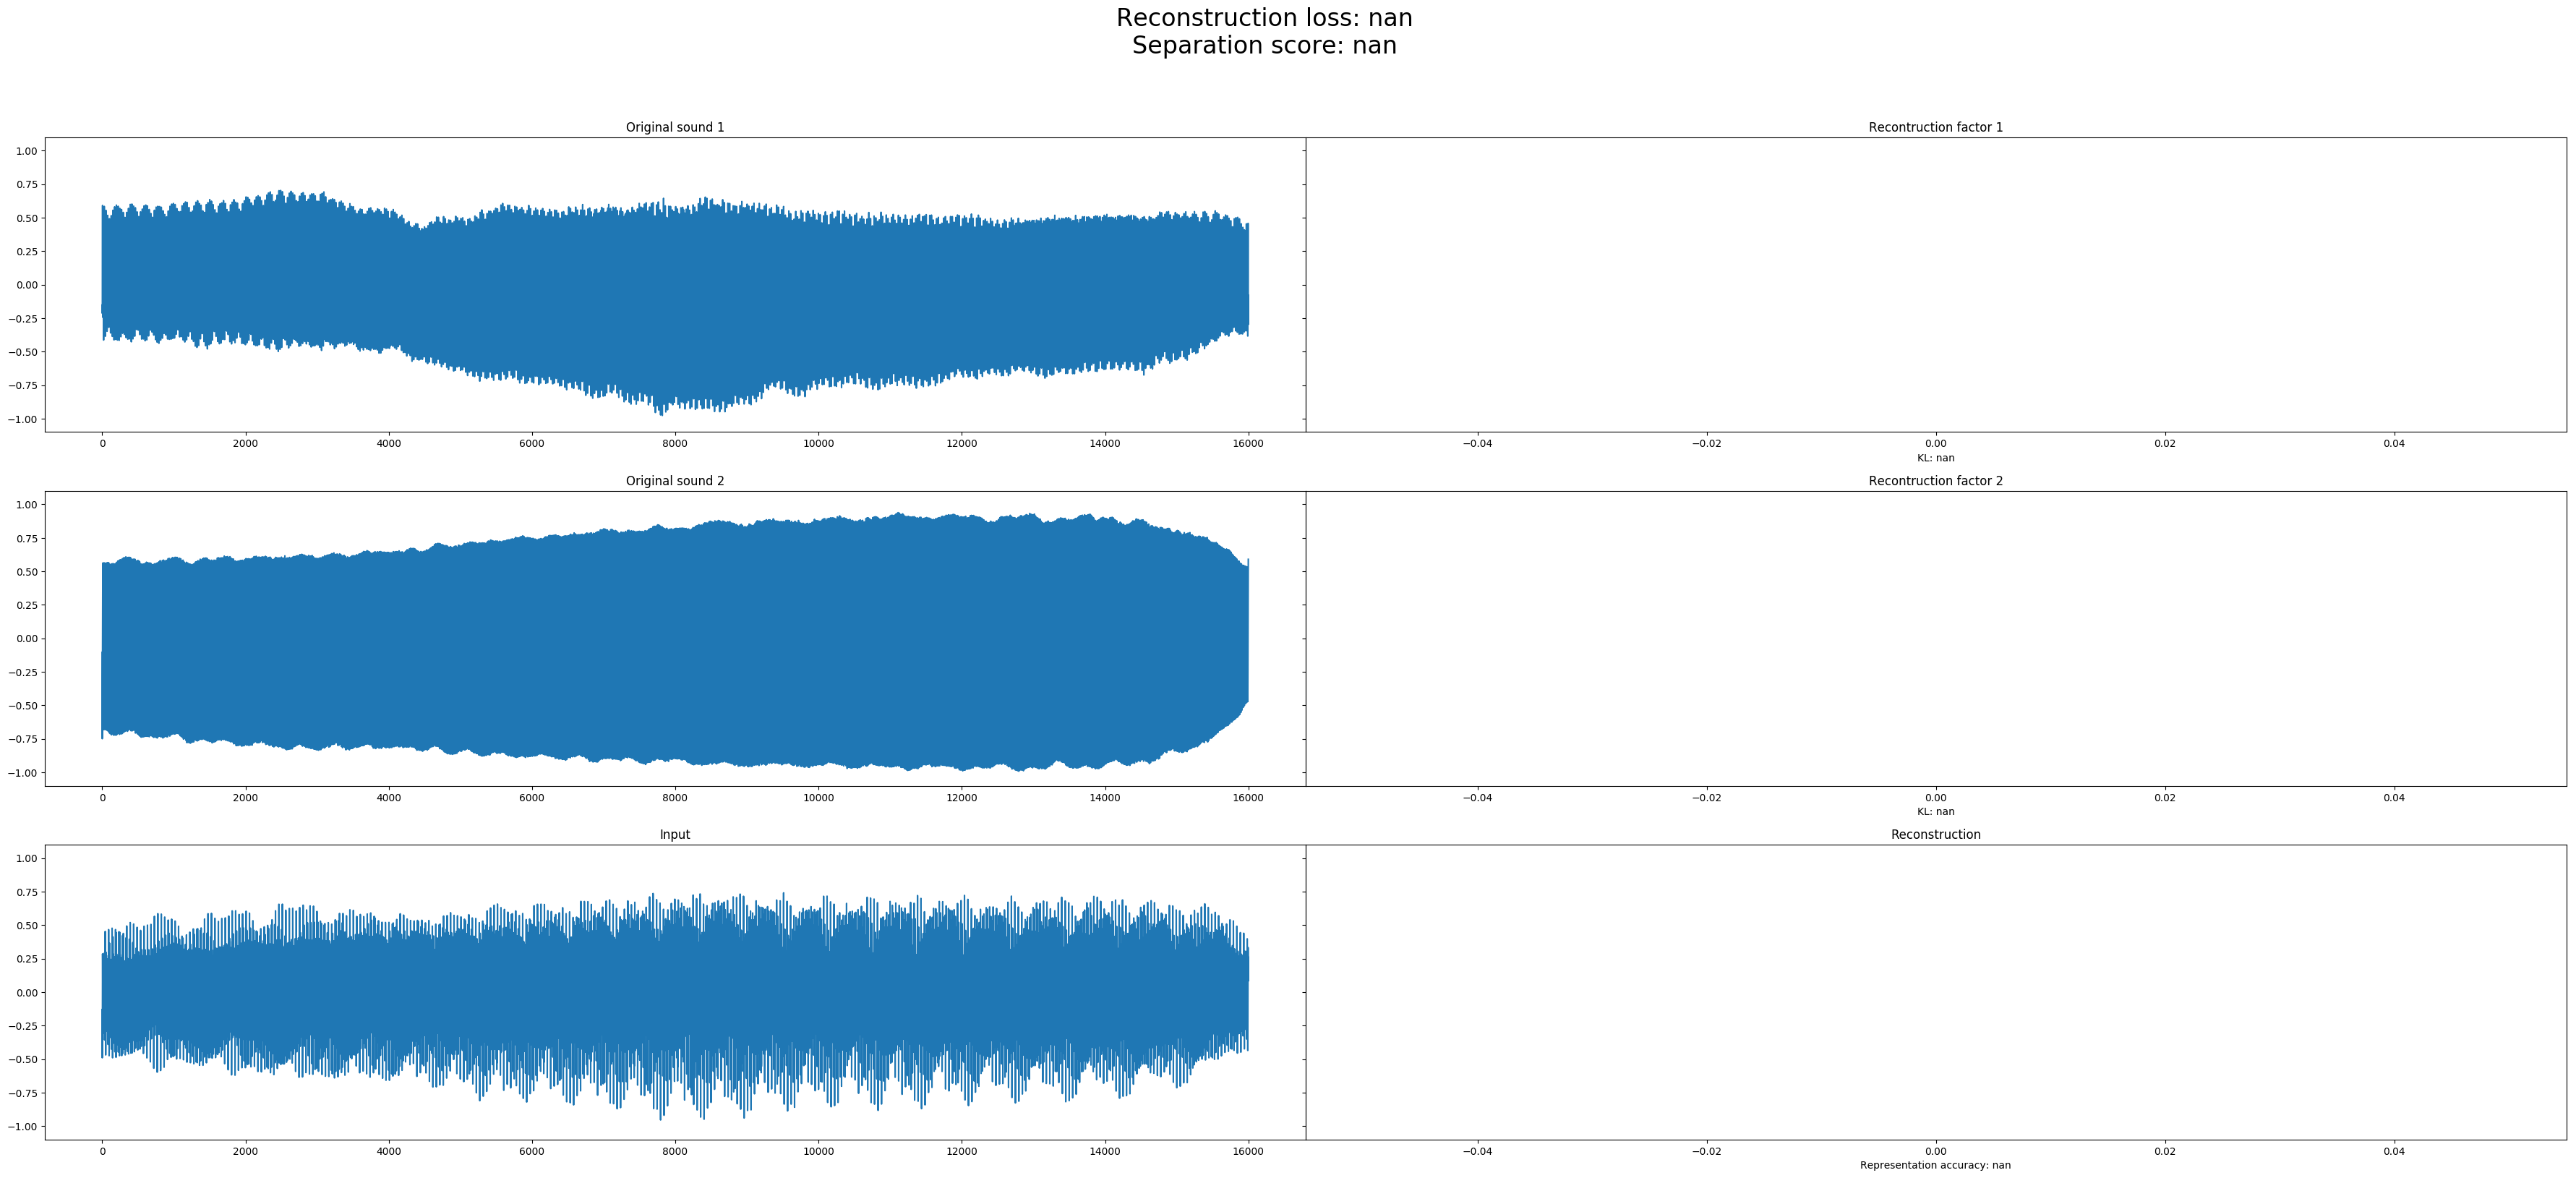 Reconstruction loss: nan
Separation score: nan
Original sound 1
Recontruction factor 1
1.00
0.75
0.50
0.25
0.00
−0.25
−0.50
−0.75
−1.00
0 2000 4000 6000 8000 10000 12000 14000 16000
−0.04 −0.02 0.00 0.02 0.04
KL: nan
Original sound 2
Recontruction factor 2
1.00
0.75
0.50
0.25
0.00
−0.25
−0.50
−0.75
−1.00
0 2000 4000 6000 8000 10000 12000 14000 16000
−0.04 −0.02 0.00 0.02 0.04
KL: nan
Input
Reconstruction
1.00
0.75
0.50
0.25
0.00
−0.25
−0.50
−0.75
−1.00
0 2000 4000 6000 8000 10000 12000 14000 16000
−0.04 −0.02 0.00 0.02 0.04
Representation accuracy: nan